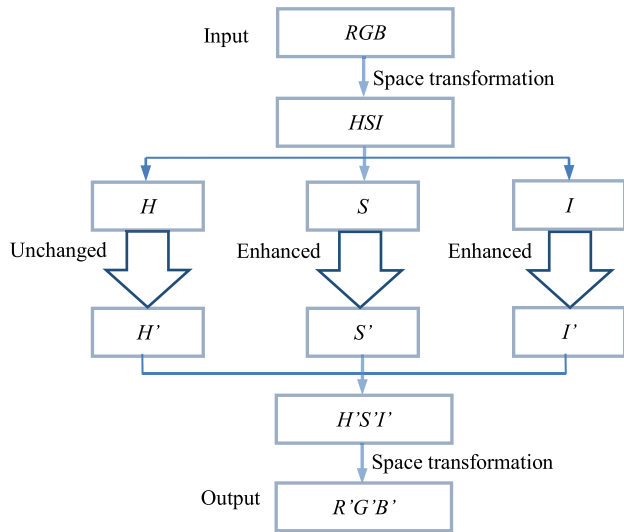 Input
RGB
Space transformation
HSI
H
S
I
Unchanged
Enhanced
Enhanced
H’
S’
I’
H'S'I'
Space transformation
Output
R’G’B’